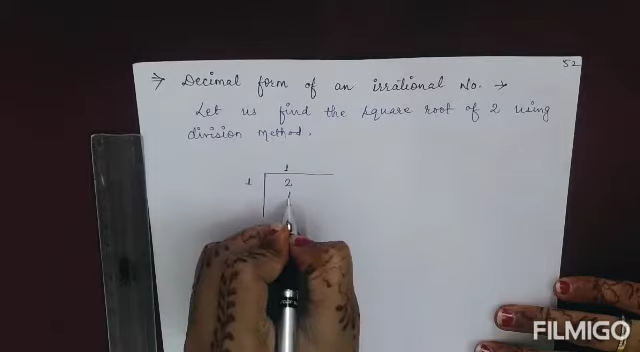 52
⇒ Decimal form of an irrational No. →
Let us find the square root of 2 using
division method.
1
1 2
1
FILMIGO